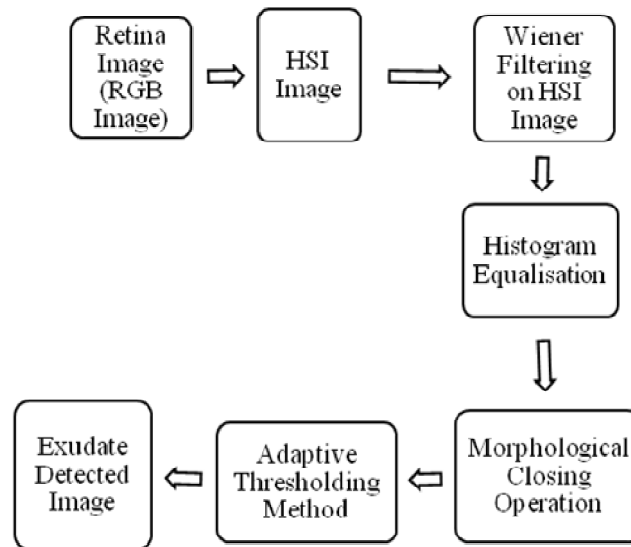 Retina
Image
(RGB
Image)
HSI
Image
Wiener
Filtering
on HSI
Image
Histogram
Equalisation
Morphological
Closing
Operation
Adaptive
Thresholding
Method
Exudate
Detected
Image